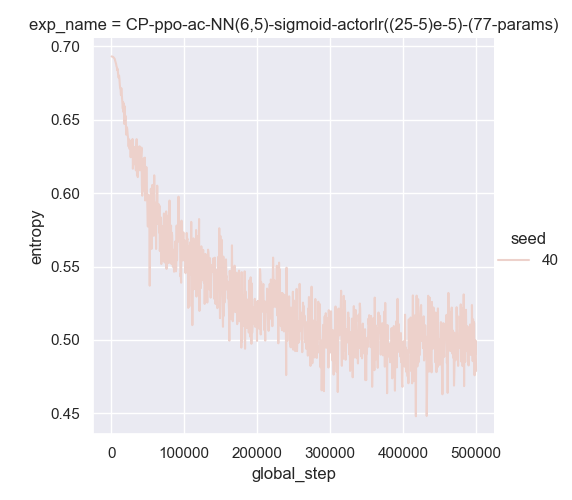 exp_name = CP-ppo-ac-NN(6,5)-sigmoid-actorlr((25-5)e-5)-(77-params)
0.70
0.65
0.60
0.55
0.50
0.45
entropy
0 100000 200000 300000 400000 500000
global_step
seed
40